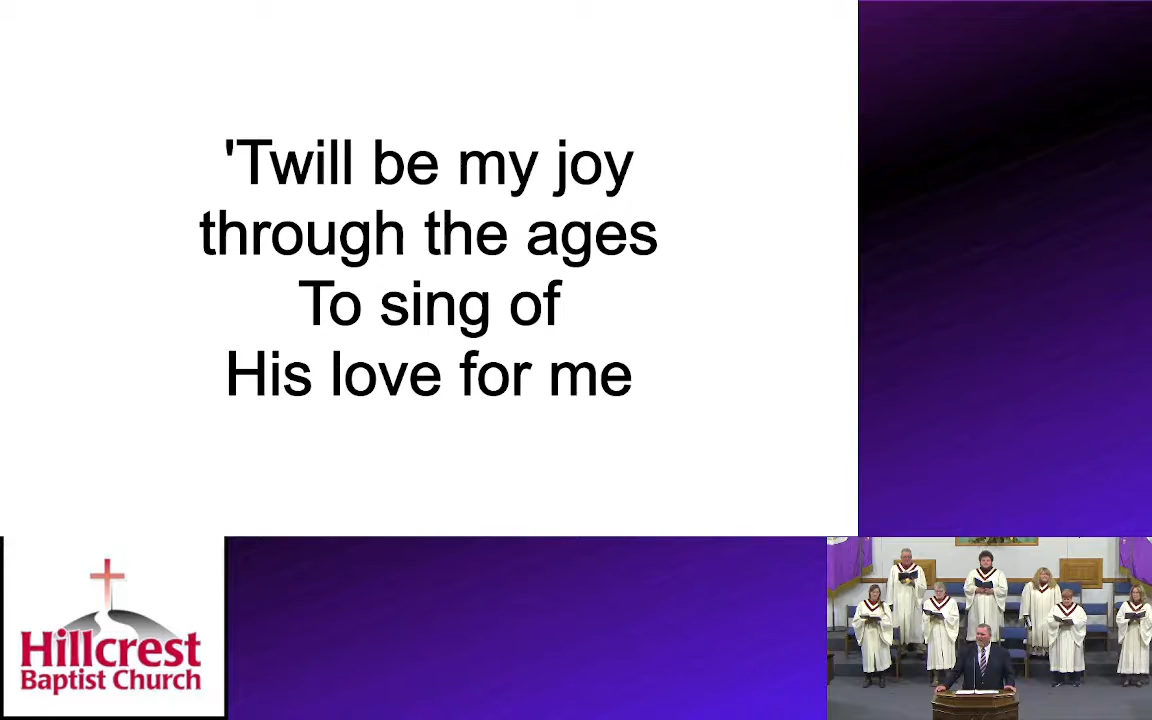 'Twill be my joy
through the ages
To sing of
His love for me
Hillcrest
Baptist Church